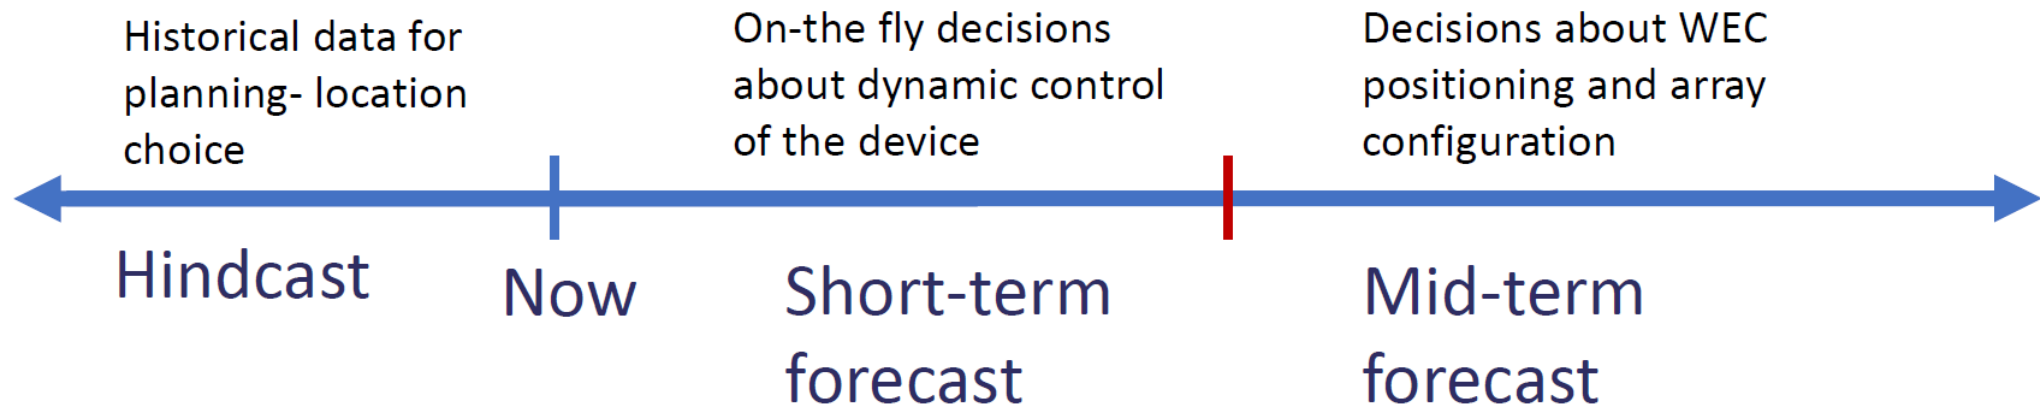 Historical data for
planning- location
choice
On-the fly decisions
about dynamic control
of the device
Decisions about WEC
positioning and array
configuration
Hindcast
Now
Short-term
forecast
Mid-term
forecast